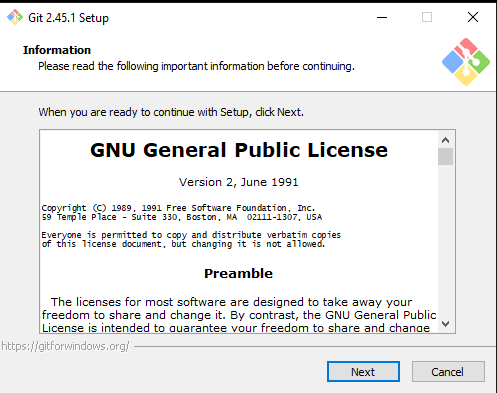 Git 2.45.1 Setup
Information
Please read the following important information before continuing.
When you are ready to continue with Setup, click Next.
GNU General Public License
Version 2, June 1991
Copyright (C) 1989, 1991 Free Software Foundation, Inc.
59 Temple Place - Suite 330, Boston, MA  02111-1307, USA
Everyone is permitted to copy and distribute verbatim copies
of this license document, but changing it is not allowed.
Preamble
The licenses for most software are designed to take away your
freedom to share and change it. By contrast, the GNU General Public
License is intended to guarantee your freedom to share and change
https://gitforwindows.org/
Next
Cancel